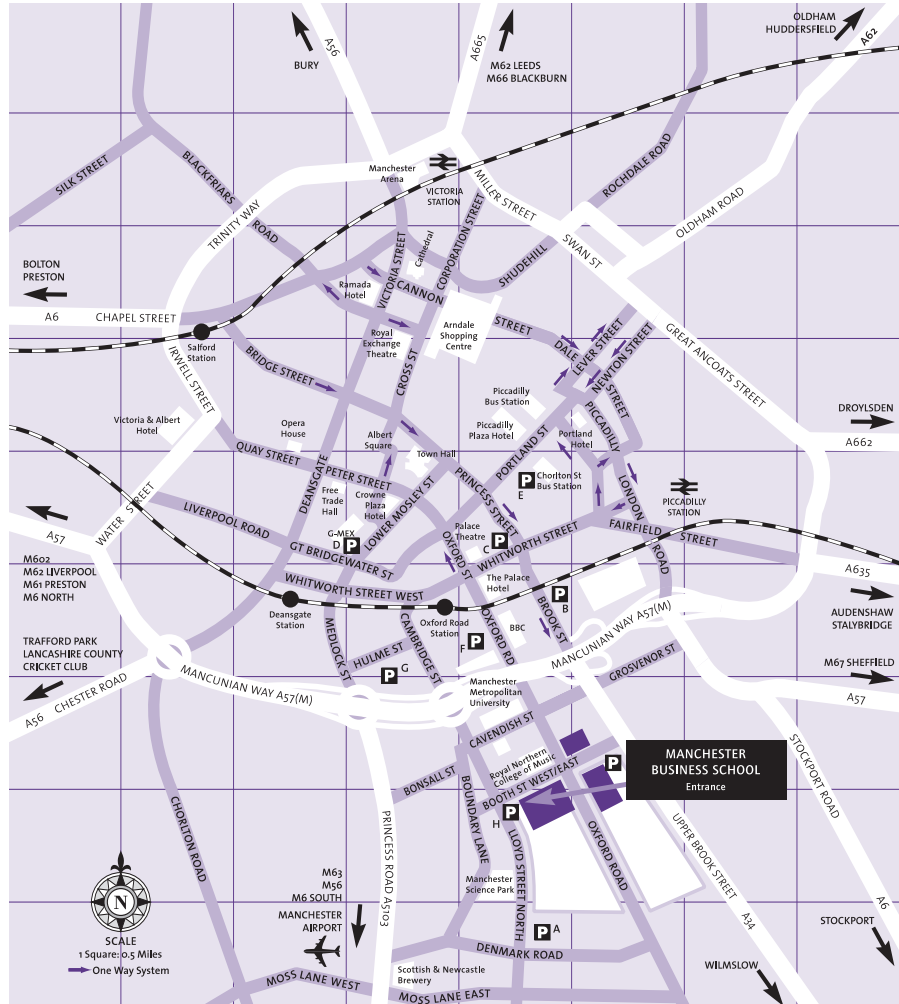 OLDHAM
HUDDERSFIELD
A62
A56
BURY
A665
M62 LEEDS
M66 BLACKBURN
SILK STREET
BLACKFRIARS
ROAD
Manchester
Arena
VICTORIA
STATION
MILLER STREET
ROCHDALE ROAD
OLDHAM ROAD
TRINITY WAY
VICTORIA STREET
Cathedral
CORPORATION STREET
SHUDEHILL
SWAN ST
BOLTON
PRESTON
A6
CHAPEL STREET
Ramada
Hotel
CANNON
STREET
Salford
Station
IRWELL STREET
BRIDGE STREET
Royal
Exchange
Theatre
CROSS ST
Arndale
Shopping
Centre
DALE
STREET
LEVER STREET
NEWTON STREET
GREAT ANCOATS STREET
Victoria & Albert
Hotel
Opera
House
Albert
Square
Piccadilly
Bus Station
Piccadilly
Plaza Hotel
PICCADILLY
Portland
Hotel
DROYLSDEN
A662
QUAY STREET
PETER STREET
DEANSGATE
Town Hall
PORTLAND ST
PRINCESS STREET
P
E
Chorlton St
Bus Station
LONDON
ROAD
PICCADILLY
STATION
WATER STREET
LIVERPOOL ROAD
Free
Trade
Hall
Crowne
Plaza
Hotel
LOWER MOSLEY ST
G-MEX
D
P
Palace
Theatre
C
P
OXFORD ST
WHITWORTH STREET
FAIRFIELD STREET
A57
M602
M62 LIVERPOOL
M61 PRESTON
M6 NORTH
GT BRIDGEWATER ST
WHITWORTH STREET WEST
The Palace
Hotel
A635
AUDENSHAW
STALYBRIDGE
Deansgate
Station
Oxford Road
Station
P
B
BROOK ST
BBC
OXFORD RD
P
F
MEDLOCK ST
CAMBRIDGE ST
HULME ST
P
G
TRAFFORD PARK
LANCASHIRE COUNTY
CRICKET CLUB
A56
CHESTER ROAD
MANCUNIAN WAY A57(M)
MANCUNIAN WAY A57(M)
GROSVENOR ST
M67 SHEFFIELD
A57
Manchester
Metropolitan
University
CAVENDISH ST
Royal Northern
College of Music
BOOTH ST WEST/EAST
BONSALL ST
P
MANCHESTER
BUSINESS SCHOOL
Entrance
STOCKPORT ROAD
CHORLTON ROAD
PRINCESS ROAD A5103
BOUNDARY LANE
P
H
LLOYD STREET NORTH
OXFORD ROAD
UPPER BROOK STREET
Manchester
Science Park
N
SCALE
1 Square: 0.5 Miles
One Way System
M63
M56
M6 SOUTH
MANCHESTER
AIRPORT
P
A
DENMARK ROAD
A34
A6
STOCKPORT
WILMSLOW
MOSS LANE WEST
Scottish & Newcastle
Brewery
MOSS LANE EAST